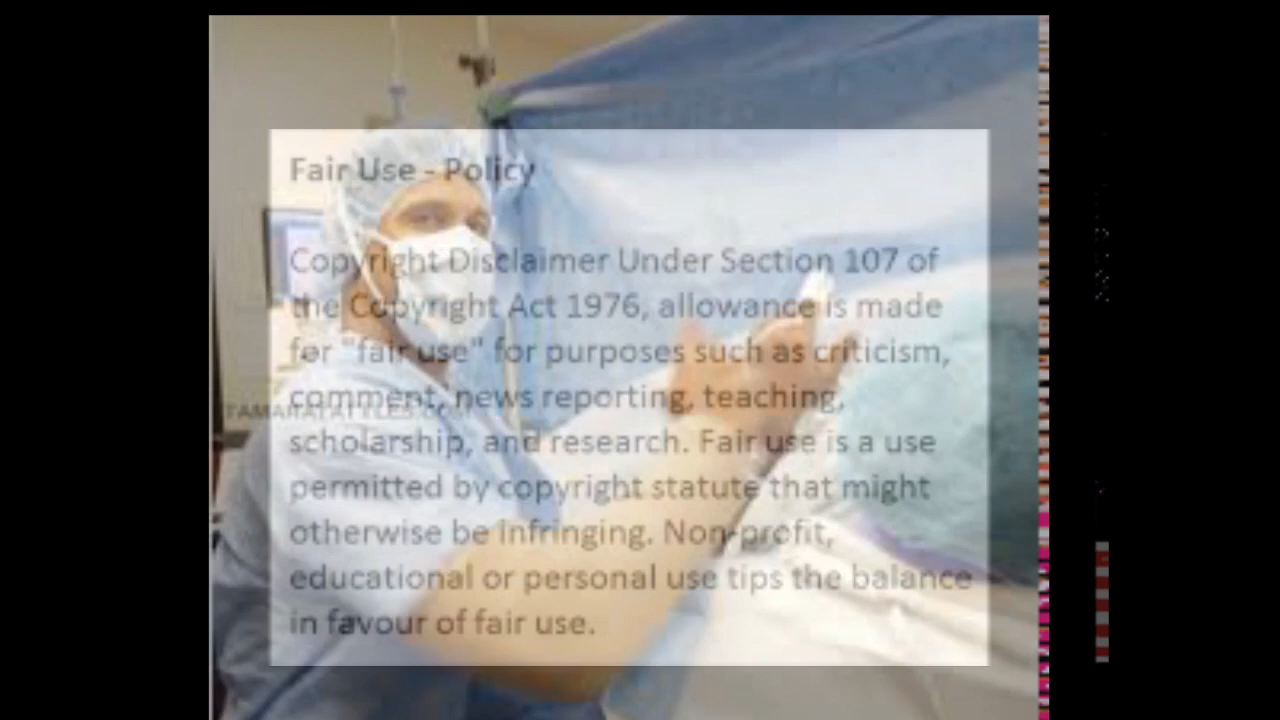 Fair Use - Policy
Copyright Disclaimer Under Section 107 of
the Copyright Act 1976, allowance is made
for "fair use" for purposes such as criticism,
comment, news reporting, teaching,
TAMARATATTLES.COM
scholarship, and research. Fair use is a use
permitted by copyright statute that might
otherwise be infringing. Non-profit,
educational or personal use tips the balance
in favour of fair use.